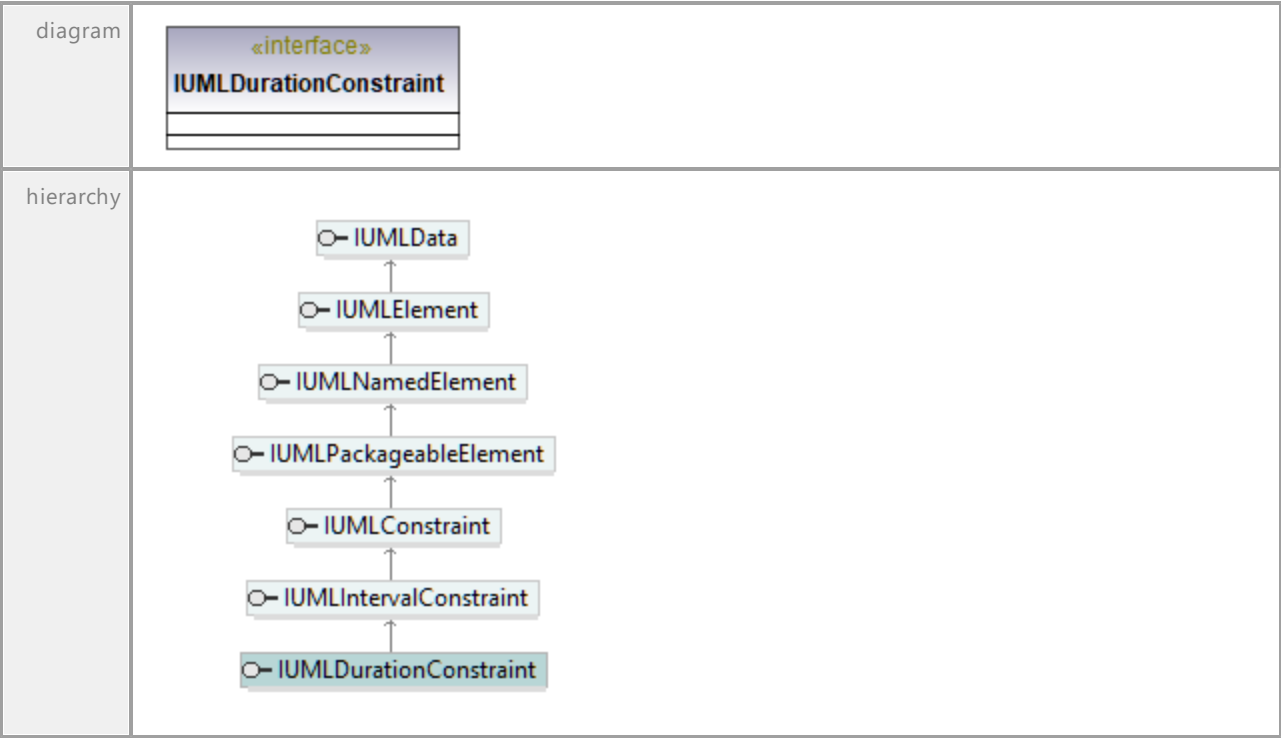 diagram
«interface»
IUMLDurationConstraint
hierarchy
IUMLData
IUMLElement
IUMLNamedElement
IUMLPackageableElement
IUMLConstraint
IUMLIntervalConstraint
IUMLDurationConstraint